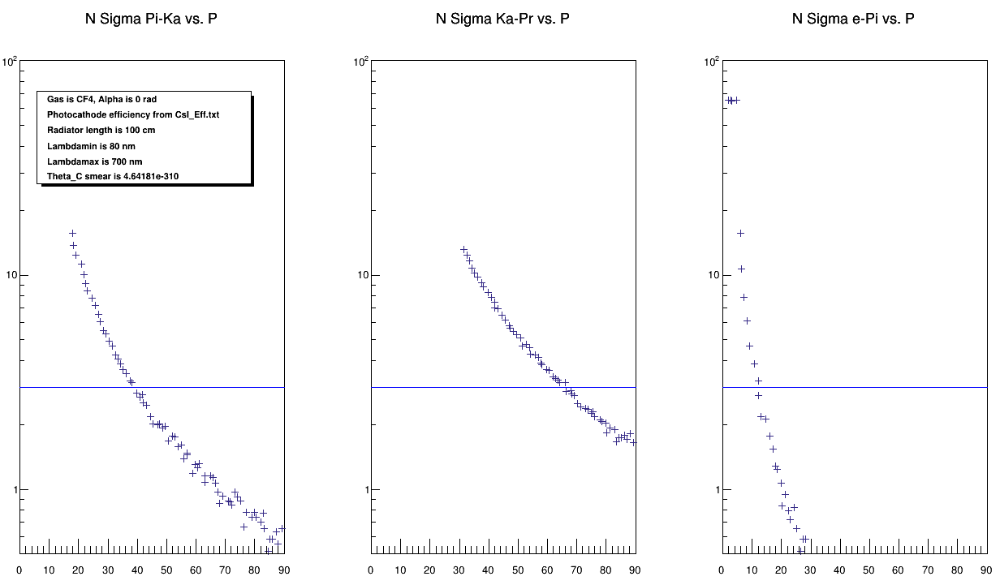 N Sigma Pi-Ka vs. P
N Sigma Ka-Pr vs. P
N Sigma e-Pi vs. P
10²
10
1
Gas is CF4, Alpha is 0 rad
Photocathode efficiency from CsI_Eff.txt
Radiator length is 100 cm
Lambdamin is 80 nm
Lambdamax is 700 nm
Theta_C smear is 4.64181e-310
0 10 20 30 40 50 60 70 80 90
10²
10
1
0 10 20 30 40 50 60 70 80 90
10²
10
1
0 10 20 30 40 50 60 70 80 90